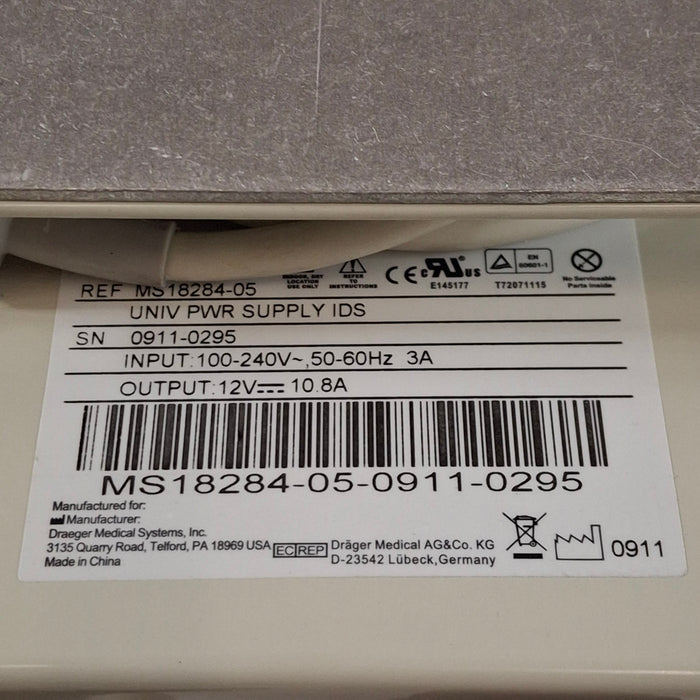 INDOOR, DRY
LOCATION
USE ONLY
REFER
TO
INSTRUCTIONS
CE
c RU US
E145177
EN
60601-1
T72071115
No Serviceable
Parts Inside
REF MS18284-05
UNIV PWR SUPPLY IDS
SN 0911-0295
INPUT:100-240V~,50-60Hz 3A
OUTPUT:12V⎓ 10.8A
MS18284-05-0911-0295
Manufactured for:
Manufacturer:
Draeger Medical Systems, Inc.
3135 Quarry Road, Telford, PA 18969 USA
Made in China
EC REP
Dräger Medical AG&Co. KG
D-23542 Lübeck,Germany
0911